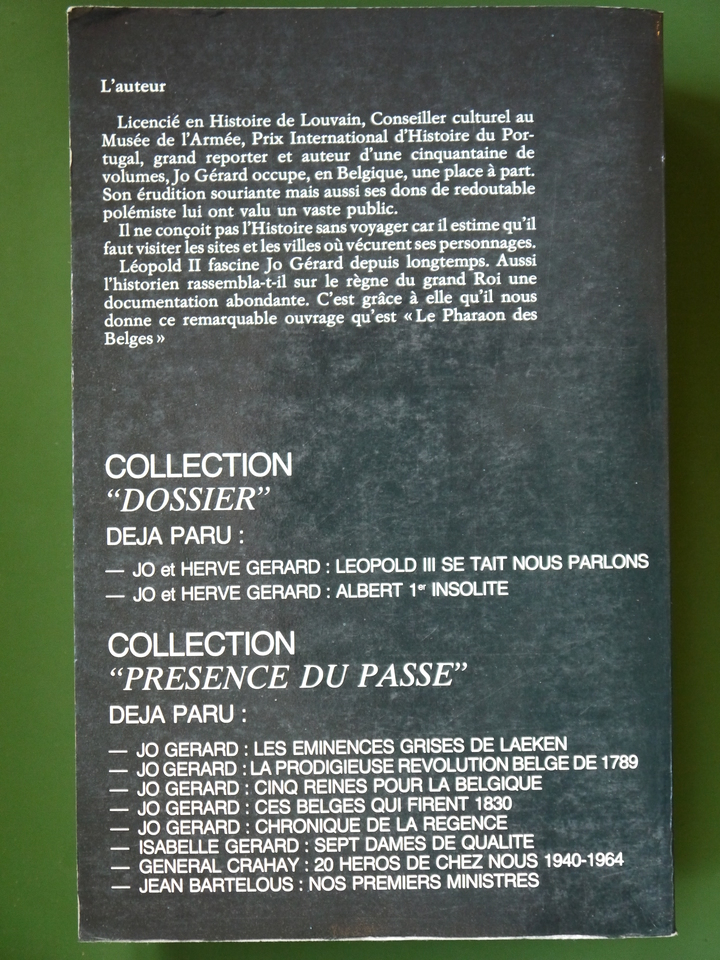 L'auteur
Licencié en Histoire de Louvain, Conseiller culturel au
Musée de l'Armée, Prix International d'Histoire du Por-
tugal, grand reporter et auteur d'une cinquantaine de
volumes, Jo Gérard occupe, en Belgique, une place à part.
Son érudition souriante mais aussi ses dons de redoutable
polémiste lui ont valu un vaste public.
Il ne conçoit pas l'Histoire sans voyager car il estime qu'il
faut visiter les sites et les villes où vécurent ses personnages.
Léopold II fascine Jo Gérard depuis longtemps. Aussi
l'historien rassembla-t-il sur le règne du grand Roi une
documentation abondante. C'est grâce à elle qu'il nous
donne ce remarquable ouvrage qu'est «Le Pharaon des
Belges»
COLLECTION
“DOSSIER”
DEJA PARU :
— JO et HERVE GERARD : LEOPOLD III SE TAIT NOUS PARLONS
— JO et HERVE GERARD : ALBERT 1er INSOLITE
COLLECTION
“PRESENCE DU PASSE”
DEJA PARU :
— JO GERARD : LES EMINENCES GRISES DE LAEKEN
— JO GERARD : LA PRODIGIEUSE REVOLUTION BELGE DE 1789
— JO GERARD : CINQ REINES POUR LA BELGIQUE
— JO GERARD : CES BELGES QUI FIRENT 1830
— JO GERARD : CHRONIQUE DE LA REGENCE
— ISABELLE GERARD : SEPT DAMES DE QUALITE
— GENERAL CRAHAY : 20 HEROS DE CHEZ NOUS 1940-1964
— JEAN BARTELOUS : NOS PREMIERS MINISTRES